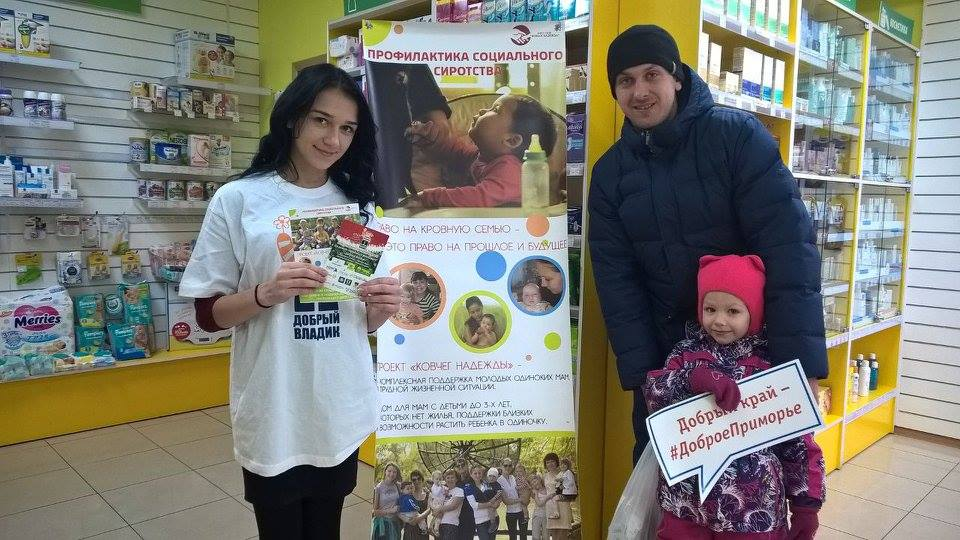 ПРОФИЛАКТИКА СОЦИАЛЬНОГО
СИРОТСТВА
ПРАВО НА КРОВНУЮ СЕМЬЮ -
ЭТО ПРАВО НА ПРОШЛОЕ И БУДУЩЕЕ
ПРОЕКТ «КОВЧЕГ НАДЕЖДЫ» -
КОМПЛЕКСНАЯ ПОДДЕРЖКА МОЛОДЫХ ОДИНОКИХ МАМ
ТРУДНОЙ ЖИЗНЕННОЙ СИТУАЦИИ.
ДОМ ДЛЯ МАМ С ДЕТЬМИ ДО 3-Х ЛЕТ,
КОТОРЫХ НЕТ ЖИЛЬЯ, ПОДДЕРЖКИ БЛИЗКИХ
ВОЗМОЖНОСТИ РАСТИТЬ РЕБЕНКА В ОДИНОЧКУ.
ДОБРЫЙ
ВЛАДИК
Добрый край –
#ДоброеПриморье
Merries